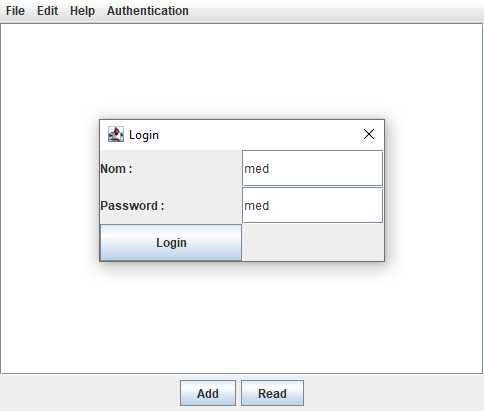 File Edit Help Authentication
Login
Nom : med
Password : med
Login
Add Read